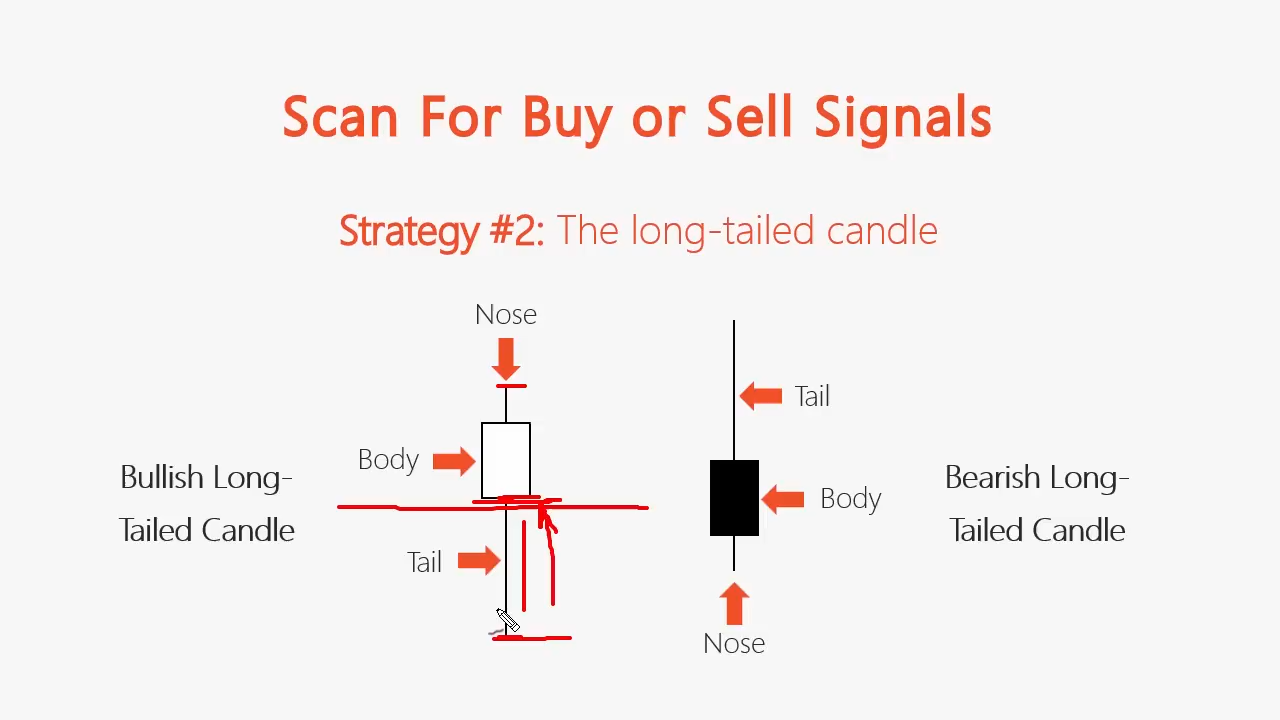 Scan For Buy or Sell Signals
Strategy #2: The long-tailed candle
Nose
Body
Tail
Bullish Long-
Tailed Candle
Tail
Body
Nose
Bearish Long-
Tailed Candle